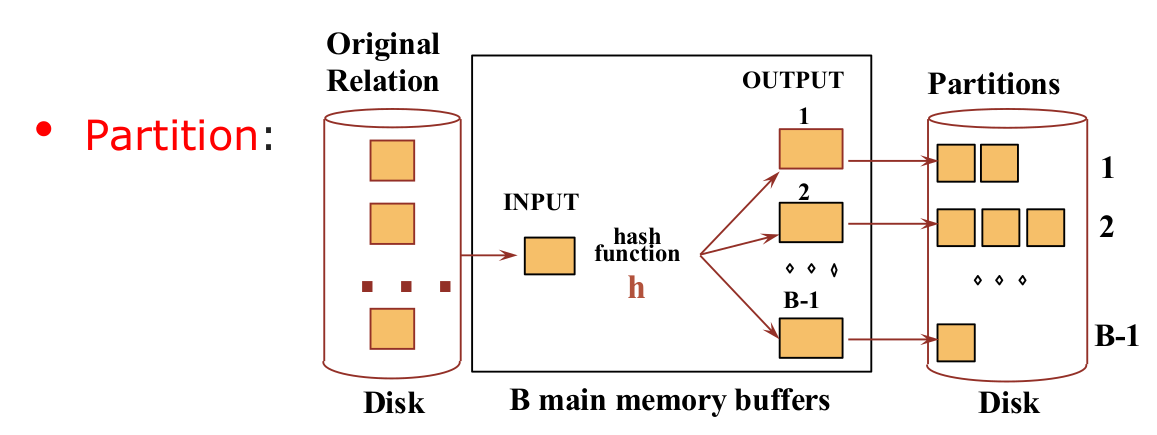 • Partition:
Original
Relation
Disk
INPUT
hash
function
h
OUTPUT
1
2
B-1
B main memory buffers
Partitions
1
2
B-1
Disk